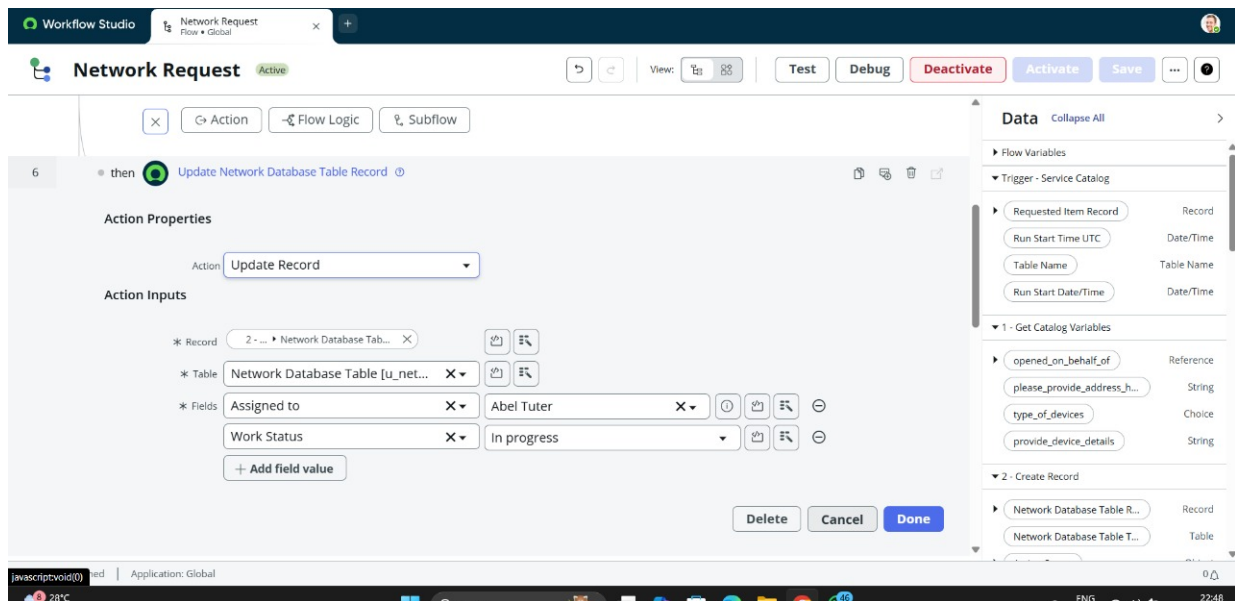 Workflow Studio
Network Request
Flow • Global
Network Request Active
View:
Test
Debug
Deactivate
Activate
Save
Action
Flow Logic
Subflow
6
then
Update Network Database Table Record
Action Properties
Action Update Record
Action Inputs
* Record 2 - ... ▸ Network Database Tab...
* Table Network Database Table [u_net...
* Fields Assigned to Abel Tuter
Work Status In progress
+ Add field value
Delete
Cancel
Done
Data Collapse All
Flow Variables
Trigger - Service Catalog
Requested Item Record Record
Run Start Time UTC Date/Time
Table Name Table Name
Run Start Date/Time Date/Time
1 - Get Catalog Variables
opened_on_behalf_of Reference
please_provide_address_h... String
type_of_devices Choice
provide_device_details String
2 - Create Record
Network Database Table R... Record
Network Database Table T... Table
javascript:void(0)
Application: Global
0
8 28°C
46
ENG
22:48